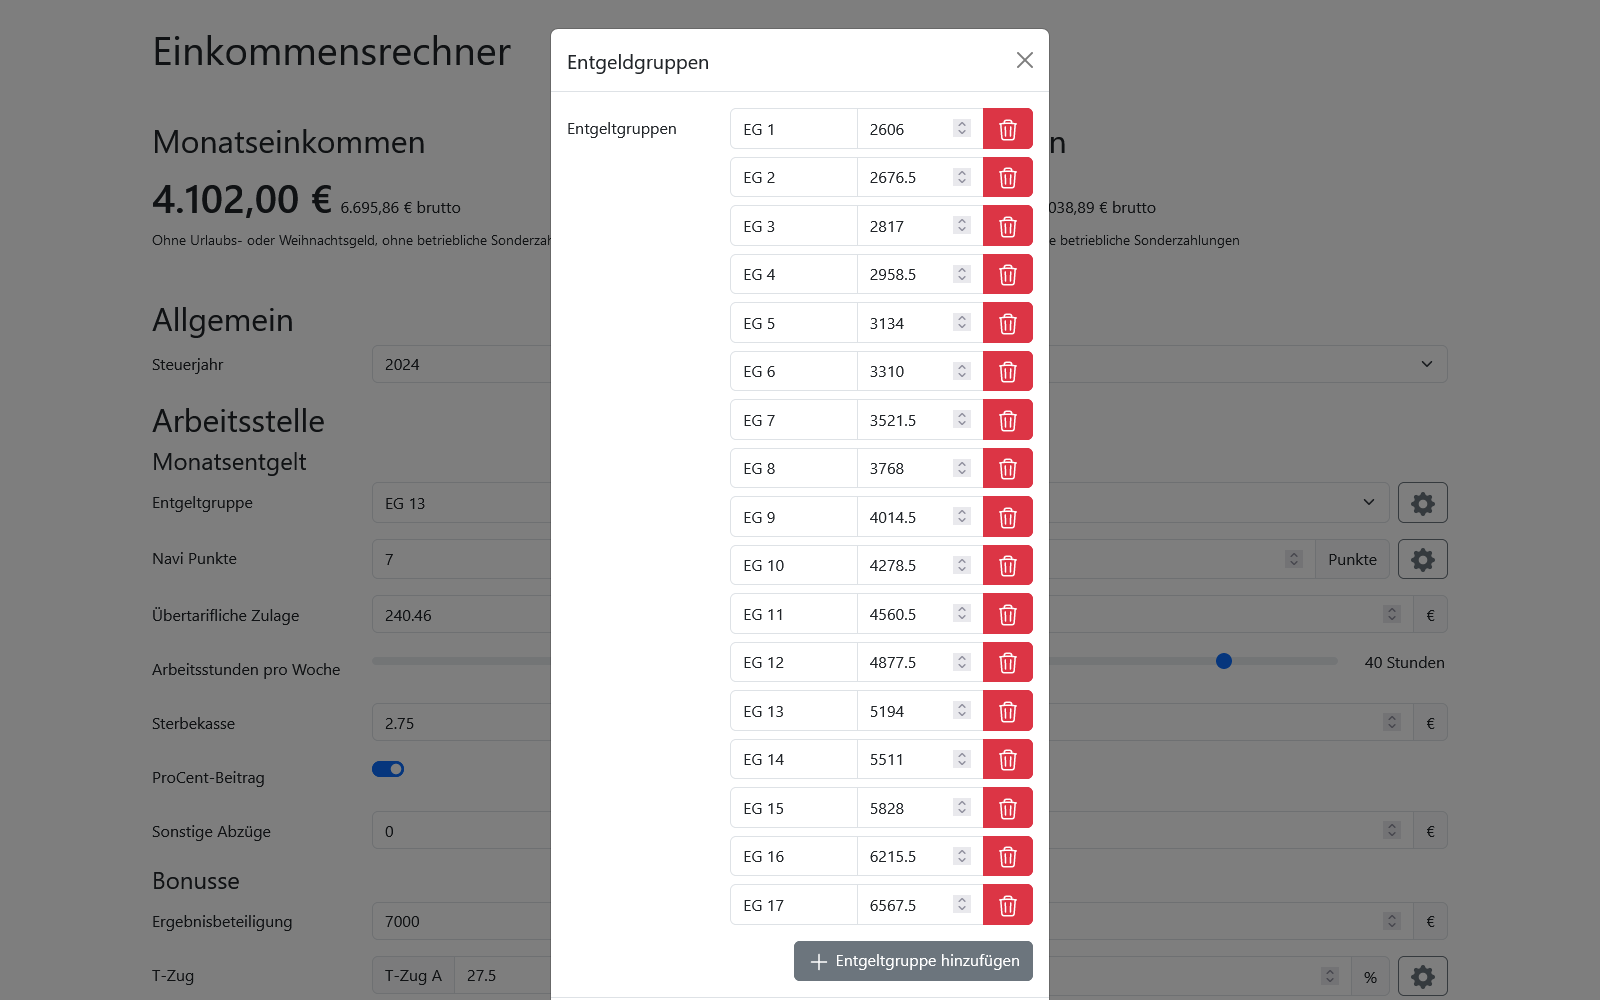 Einkommensrechner
Monatseinkommen
4.102,00 € 6.695,86 € brutto
Ohne Urlaubs- oder Weihnachtsgeld, ohne betriebliche
Allgemein
Steuerjahr 2024
Arbeitsstelle
Monatsentgelt
Entgeltgruppe EG 13
Navi Punkte 7 Punkte
Übertarifliche Zulage 240.46 €
Arbeitsstunden pro Woche 40 Stunden
Sterbekasse 2.75 €
ProCent-Beitrag
Sonstige Abzüge 0 €
Bonusse
Ergebnisbeteiligung 7000 €
T-Zug T-Zug A 27.5 %
038,89 € brutto
betriebliche Sonderzahlungen
Entgeldgruppen
Entgeltgruppen
EG 1 2606
EG 2 2676.5
EG 3 2817
EG 4 2958.5
EG 5 3134
EG 6 3310
EG 7 3521.5
EG 8 3768
EG 9 4014.5
EG 10 4278.5
EG 11 4560.5
EG 12 4877.5
EG 13 5194
EG 14 5511
EG 15 5828
EG 16 6215.5
EG 17 6567.5
Entgeltgruppe hinzufügen